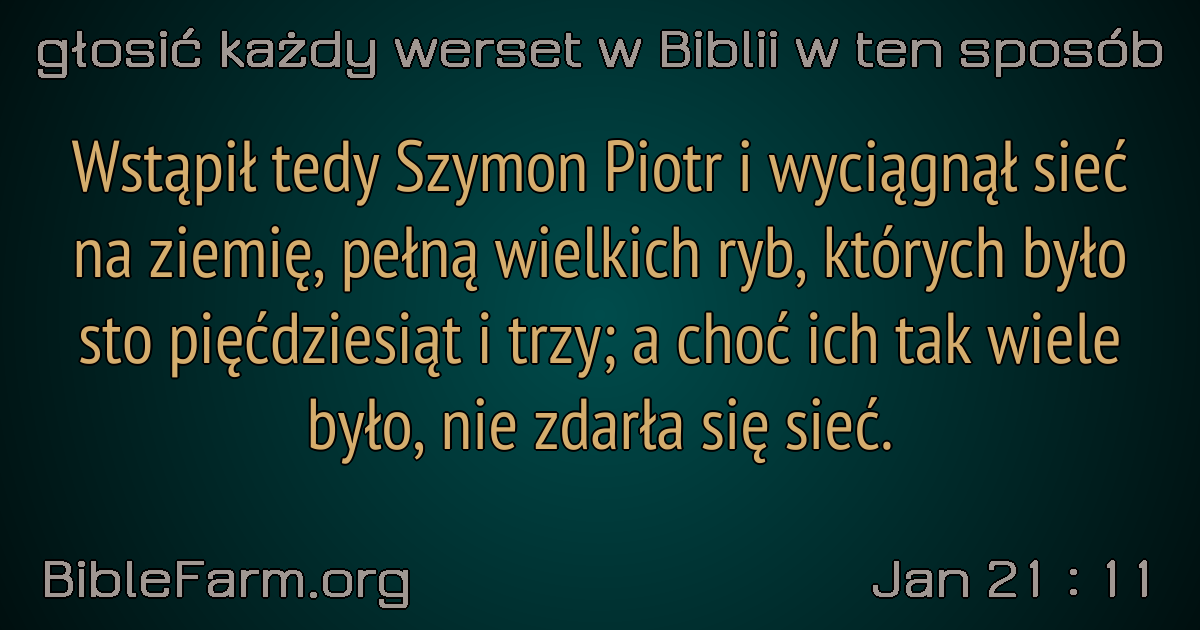 głosić każdy werset w Biblii w ten sposób
Wstąpił tedy Szymon Piotr i wyciągnął sieć
na ziemię, pełną wielkich ryb, których było
sto pięćdziesiąt i trzy; a choć ich tak wiele
było, nie zdarła się sieć.
BibleFarm.org
Jan 21 : 11